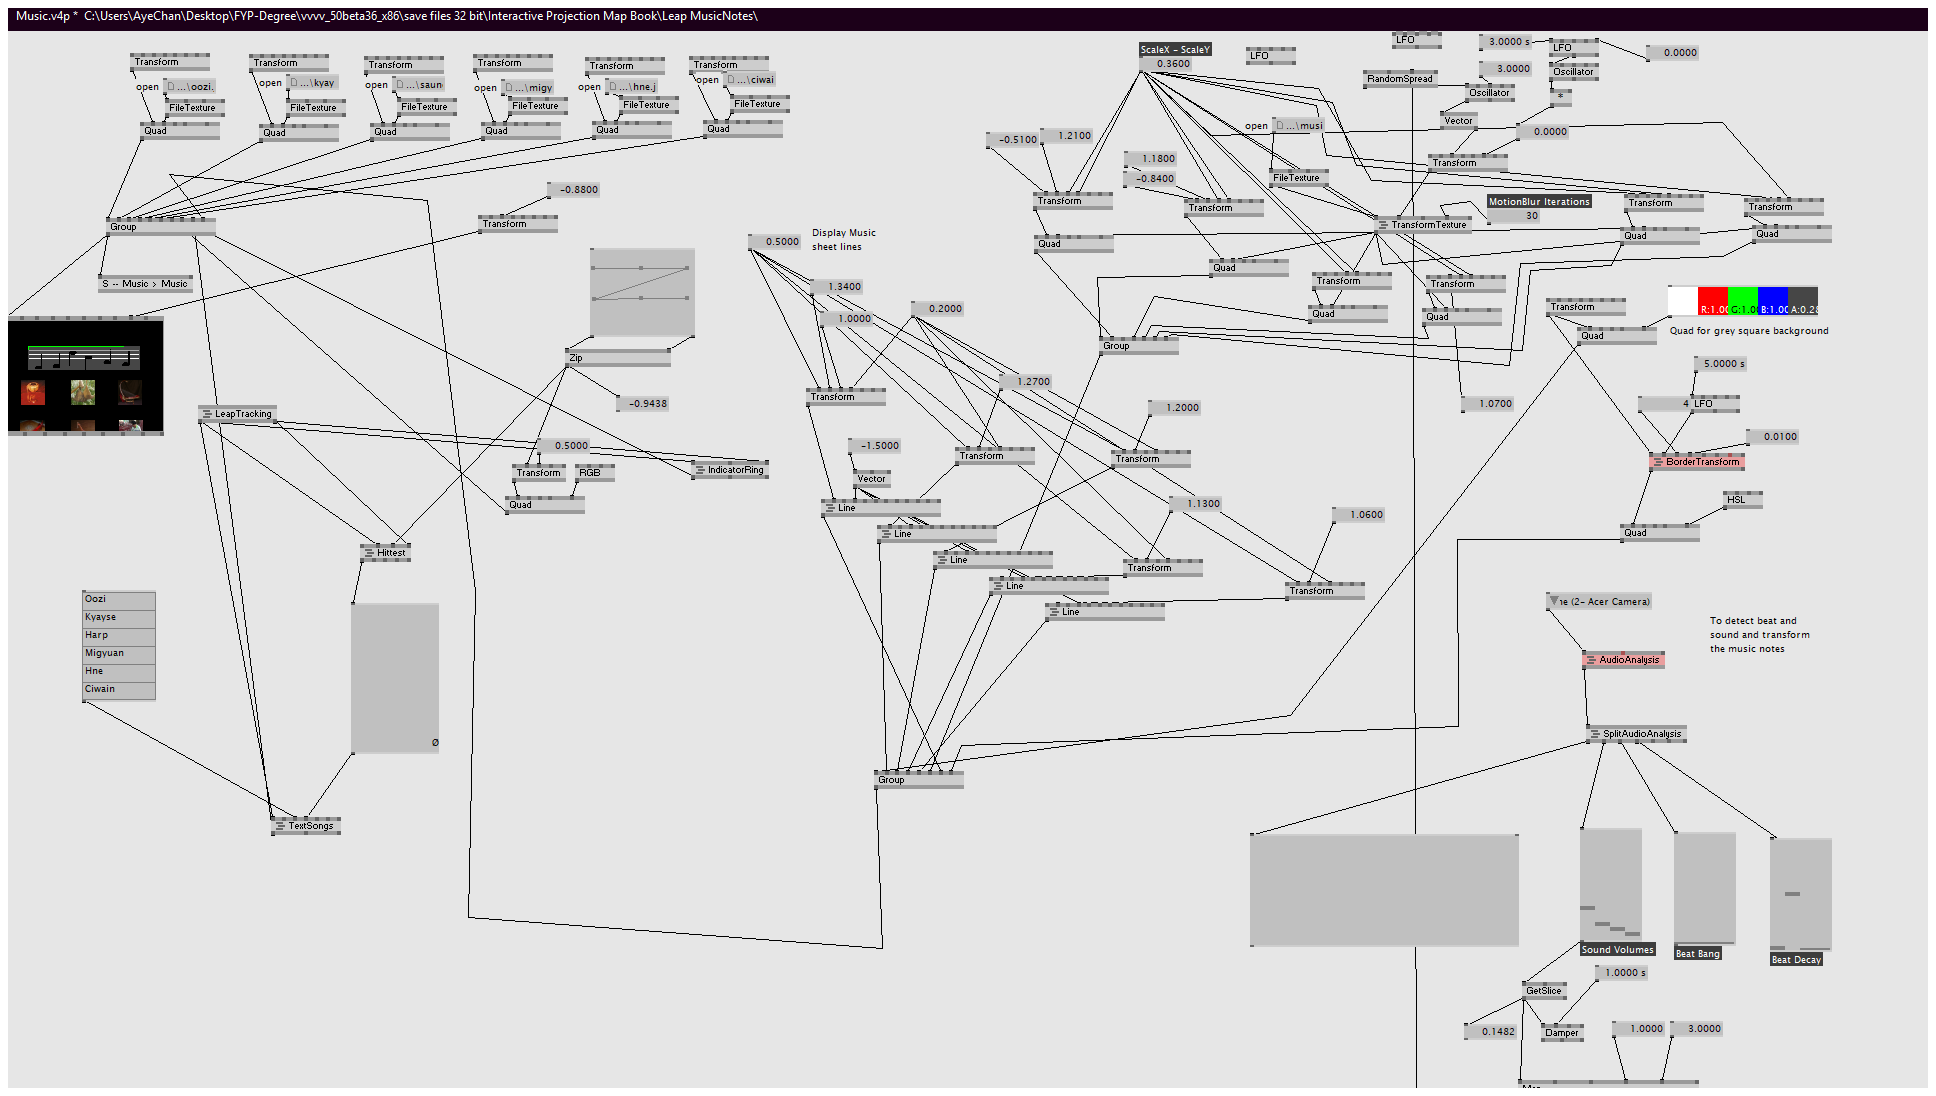 Music.v4p * C:\Users\AyeChan\Desktop\FYP-Degree\vvvv_50beta36_x86\save files 32 bit\Interactive Projection Map Book\Leap MusicNotes\
Transform
open
...\oozi.
FileTexture
Quad
Transform
open
...\kyay
FileTexture
Quad
Transform
open
...\saun
FileTexture
Quad
Transform
open
...\migy
FileTexture
Quad
Transform
open
...\hne.j
FileTexture
Quad
Transform
open
...\ciwai
FileTexture
Quad
Group
S -- Music > Music
-0.8800
Transform
LeapTracking
Zip
-0.9438
0.5000
Transform
RGB
Quad
IndicatorRing
Hittest
Oozi
Kyayse
Harp
Migyuan
Hne
Ciwain
Ø
TextSongs
0.5000
Display Music
sheet lines
1.3400
1.0000
0.2000
Transform
1.2700
1.2000
-1.5000
Transform
Transform
Vector
Line
1.1300
1.0600
Line
Line
Line
Line
Transform
Transform
Group
ScaleX - ScaleY
0.3600
LFO
LFO
-0.5100
1.2100
1.1800
-0.8400
Transform
Quad
Transform
Quad
open
...\musi
FileTexture
RandomSpread
3.0000 s
3.0000
LFO
0.0000
Oscillator
Oscillator
*
Vector
0.0000
Transform
MotionBlur Iterations
30
TransformTexture
Transform
Quad
Transform
Quad
Transform
Quad
Transform
Quad
Group
1.0700
Transform
Quad
R:1.00
G:1.00
B:1.00
A:0.28
Quad for grey square background
5.0000 s
4
LFO
0.0100
BorderTransform
HSL
Quad
ne (2- Acer Camera)
To detect beat and
sound and transform
the music notes
AudioAnalysis
SplitAudioAnalysis
Sound Volumes
Beat Bang
Beat Decay
1.0000 s
GetSlice
0.1482
Damper
1.0000
3.0000